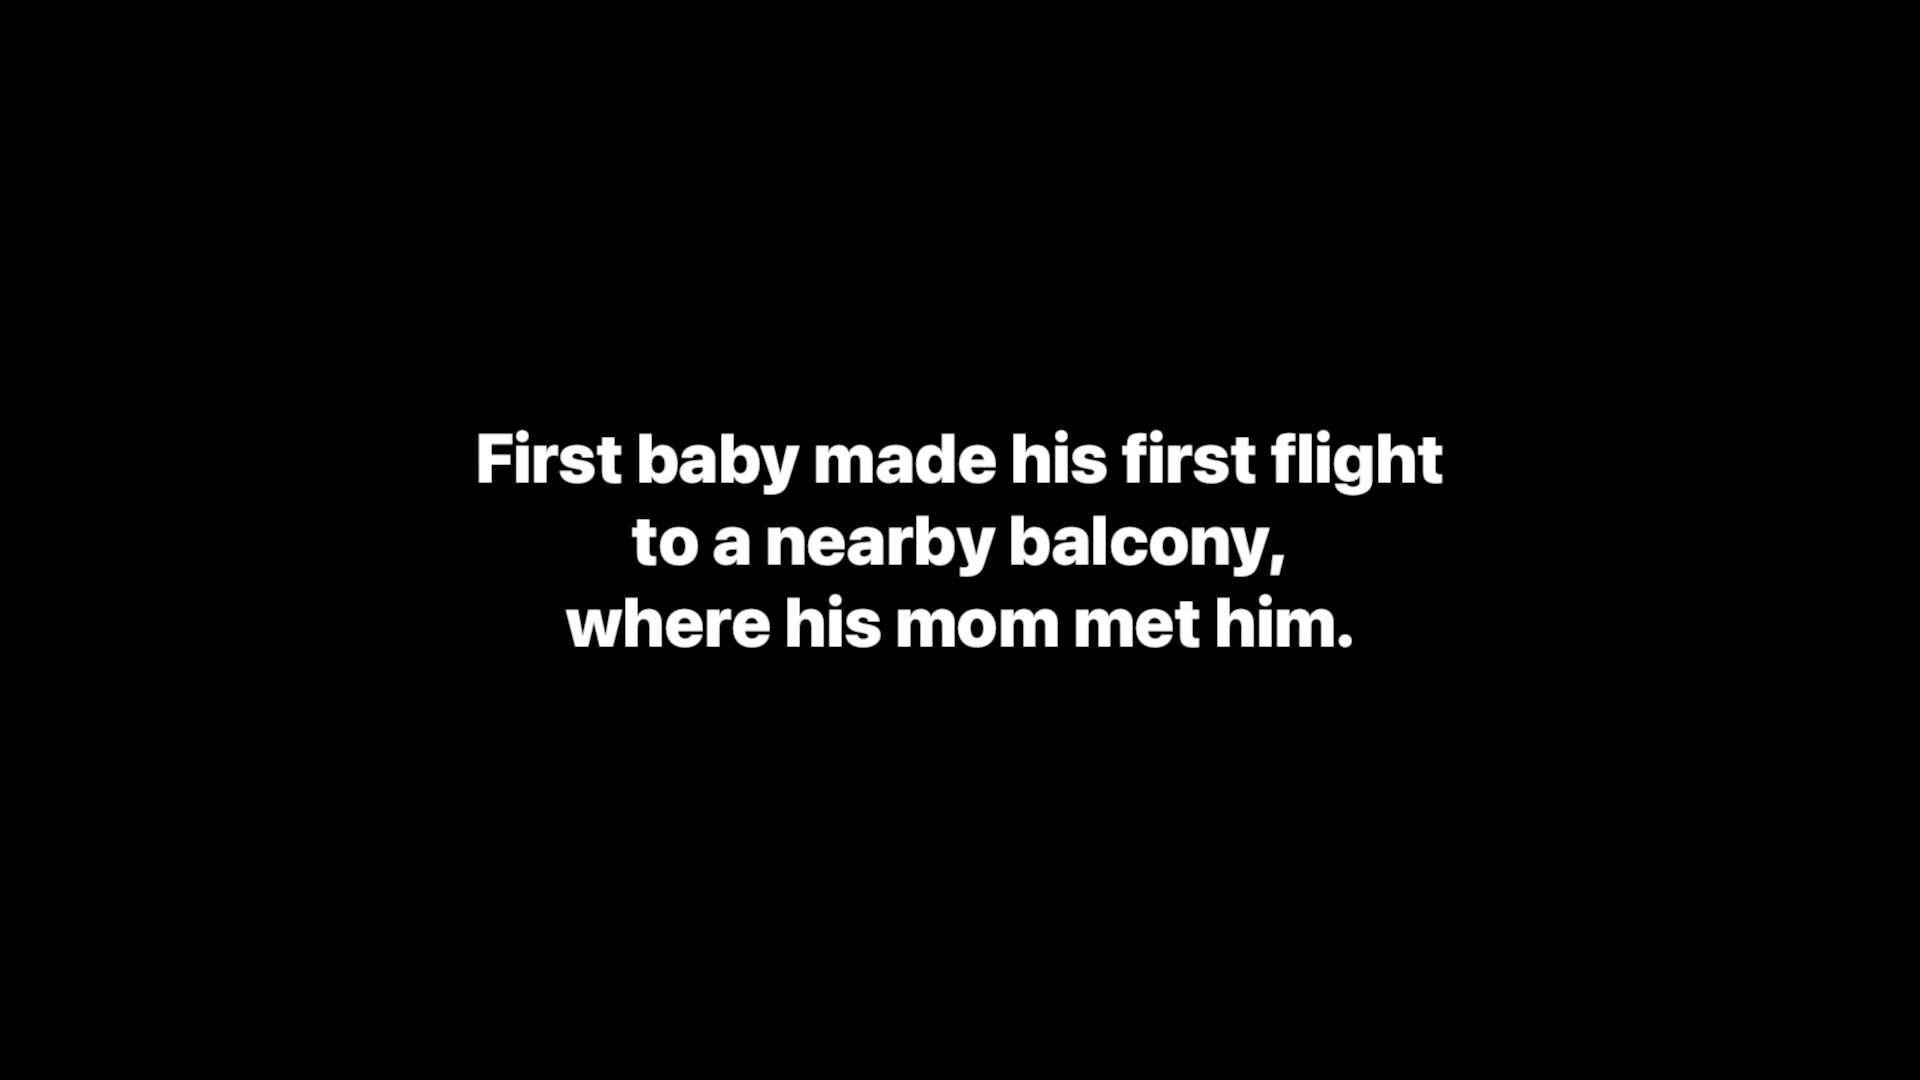 First baby made his first flight
to a nearby balcony,
where his mom met him.